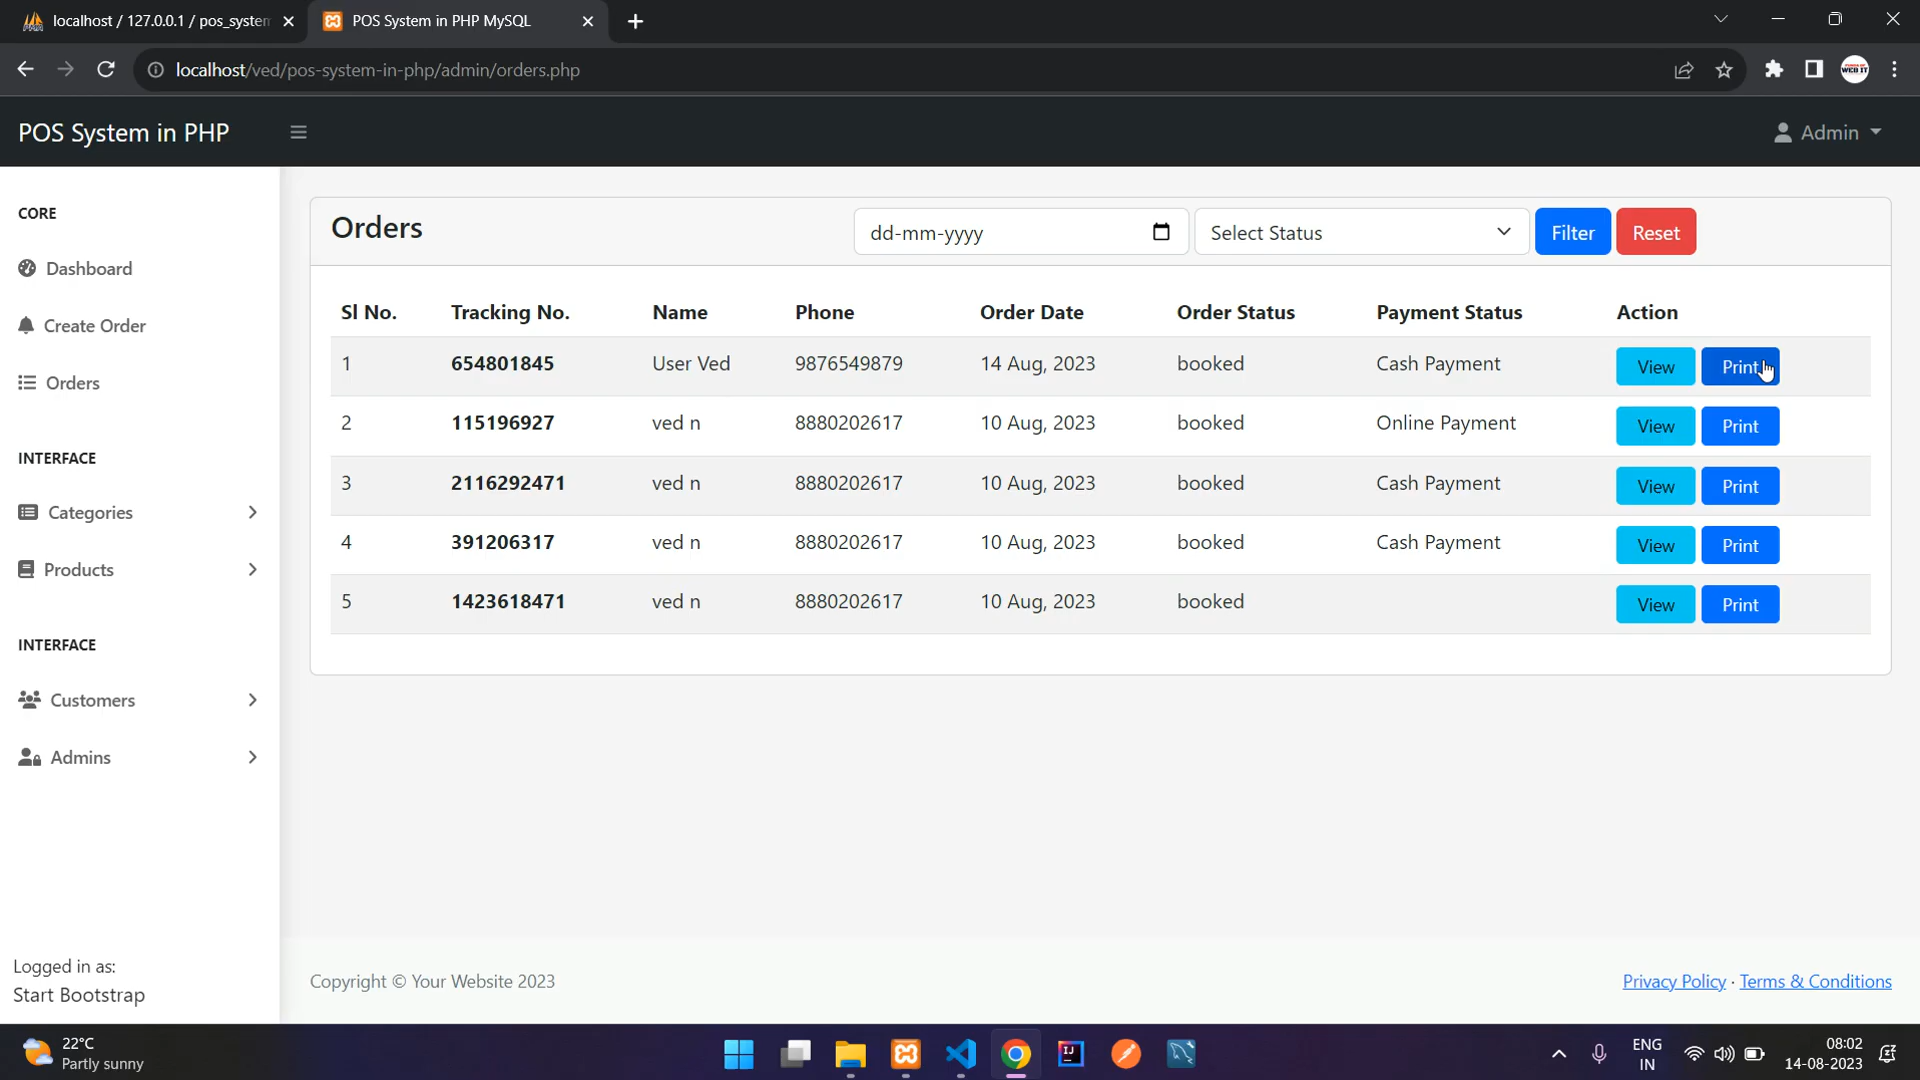 localhost / 127.0.0.1 / pos_system
POS System in PHP MySQL
localhost/ved/pos-system-in-php/admin/orders.php
WEB IT
POS System in PHP
Admin
CORE
Dashboard
Create Order
Orders
INTERFACE
Categories
Products
INTERFACE
Customers
Admins
Logged in as:
Start Bootstrap
Orders
dd-mm-yyyy
Select Status
Filter
Reset
Sl No. Tracking No. Name Phone Order Date Order Status Payment Status Action
1 654801845 User Ved 9876549879 14 Aug, 2023 booked Cash Payment View Print
2 115196927 ved n 8880202617 10 Aug, 2023 booked Online Payment View Print
3 2116292471 ved n 8880202617 10 Aug, 2023 booked Cash Payment View Print
4 391206317 ved n 8880202617 10 Aug, 2023 booked Cash Payment View Print
5 1423618471 ved n 8880202617 10 Aug, 2023 booked View Print
Copyright © Your Website 2023
Privacy Policy · Terms & Conditions
22°C
Partly sunny
ENG
IN
08:02
14-08-2023